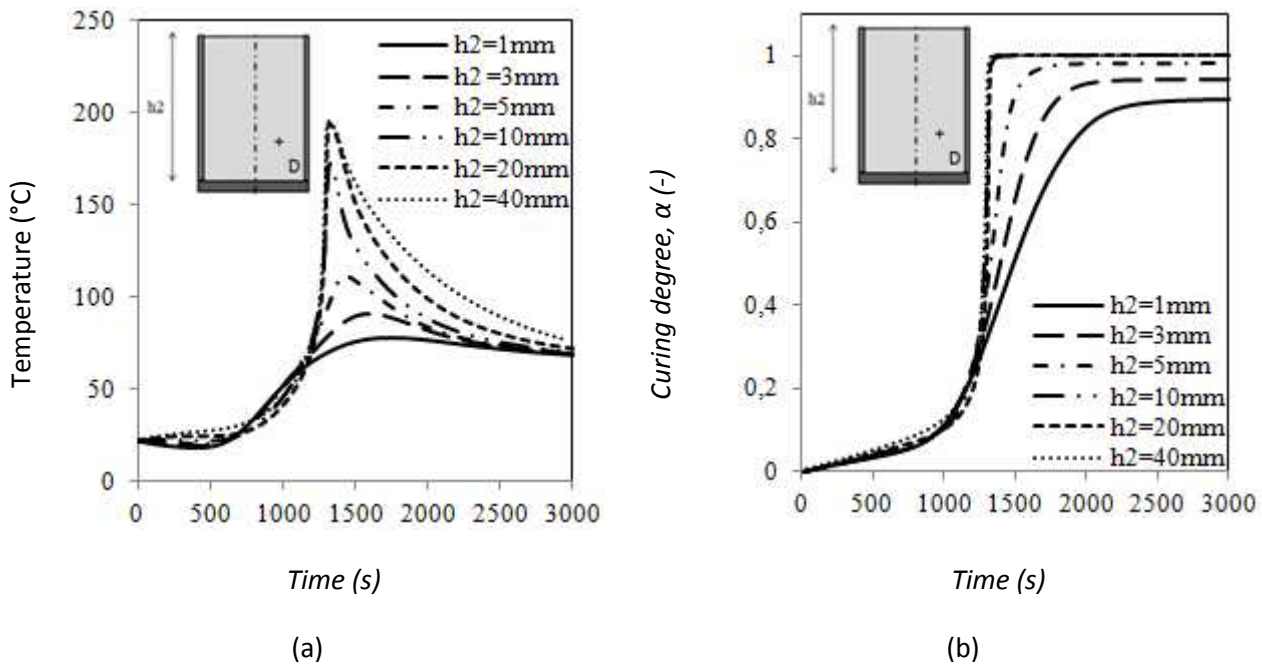 250
200
150
100
50
0
0 500 1000 1500 2000 2500 3000
Temperature (°C)
Time (s)
h2
D
h2=1mm
h2 =3mm
h2=5mm
h2=10mm
h2=20mm
h2=40mm
(a)
1
0,8
0,6
0,4
0,2
0
0 500 1000 1500 2000 2500 3000
Curing degree, α (-)
Time (s)
h2
D
h2=1mm
h2=3mm
h2=5mm
h2=10mm
h2=20mm
h2=40mm
(b)